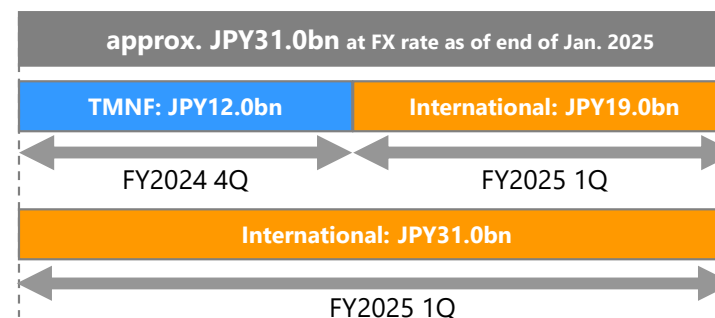 approx. JPY31.0bn at FX rate as of end of Jan. 2025
TMNF: JPY12.0bn
International: JPY19.0bn
FY2024 4Q
FY2025 1Q
International: JPY31.0bn
FY2025 1Q